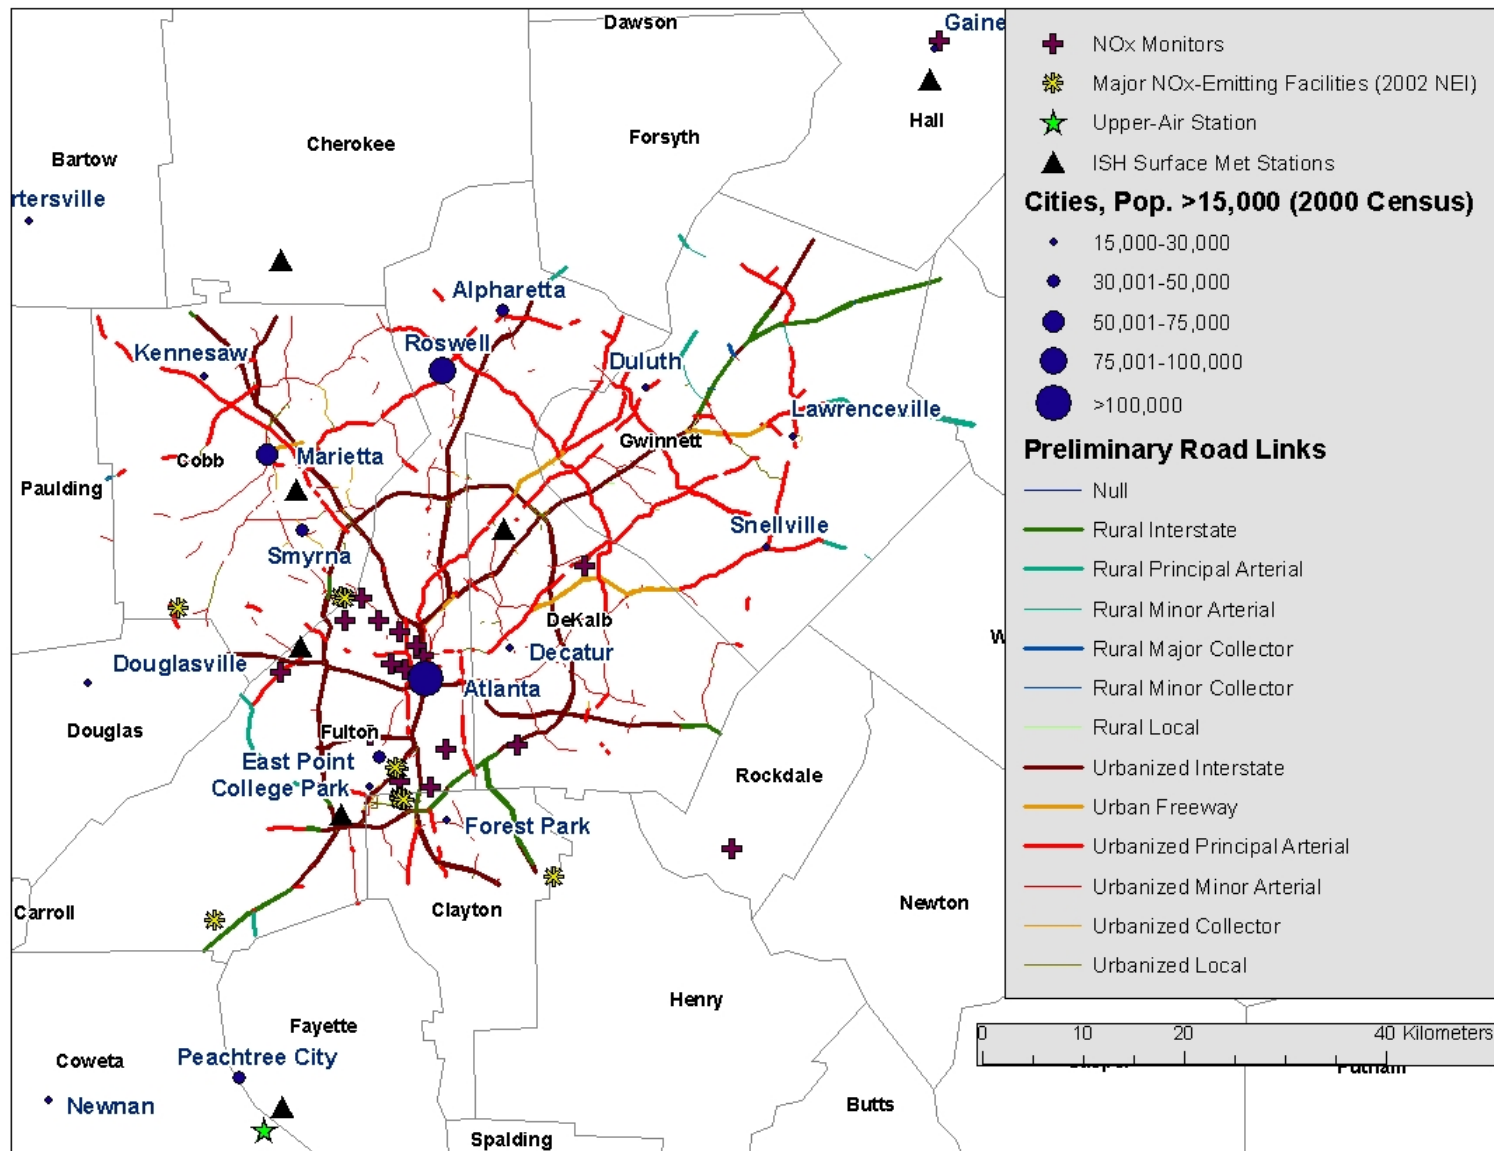 Dawson
Gaine
Cherokee
Forsyth
Hall
Bartow
rtersville
Alpharetta
Kennesaw
Roswell
Duluth
Lawrenceville
Gwinnett
Cobb
Marietta
Paulding
Snellville
Smyrna
DeKalb
W
Decatur
Douglasville
Atlanta
Douglas
Fulton
East Point
College Park
Rockdale
Forest Park
Carroll
Clayton
Newton
Henry
Fayette
Coweta
Peachtree City
Newnan
Butts
Spalding
Putnam
NOx Monitors
Major NOx-Emitting Facilities (2002 NEI)
Upper-Air Station
ISH Surface Met Stations
Cities, Pop. >15,000 (2000 Census)
15,000-30,000
30,001-50,000
50,001-75,000
75,001-100,000
>100,000
Preliminary Road Links
Null
Rural Interstate
Rural Principal Arterial
Rural Minor Arterial
Rural Major Collector
Rural Minor Collector
Rural Local
Urbanized Interstate
Urban Freeway
Urbanized Principal Arterial
Urbanized Minor Arterial
Urbanized Collector
Urbanized Local
0 10 20 40 Kilometers